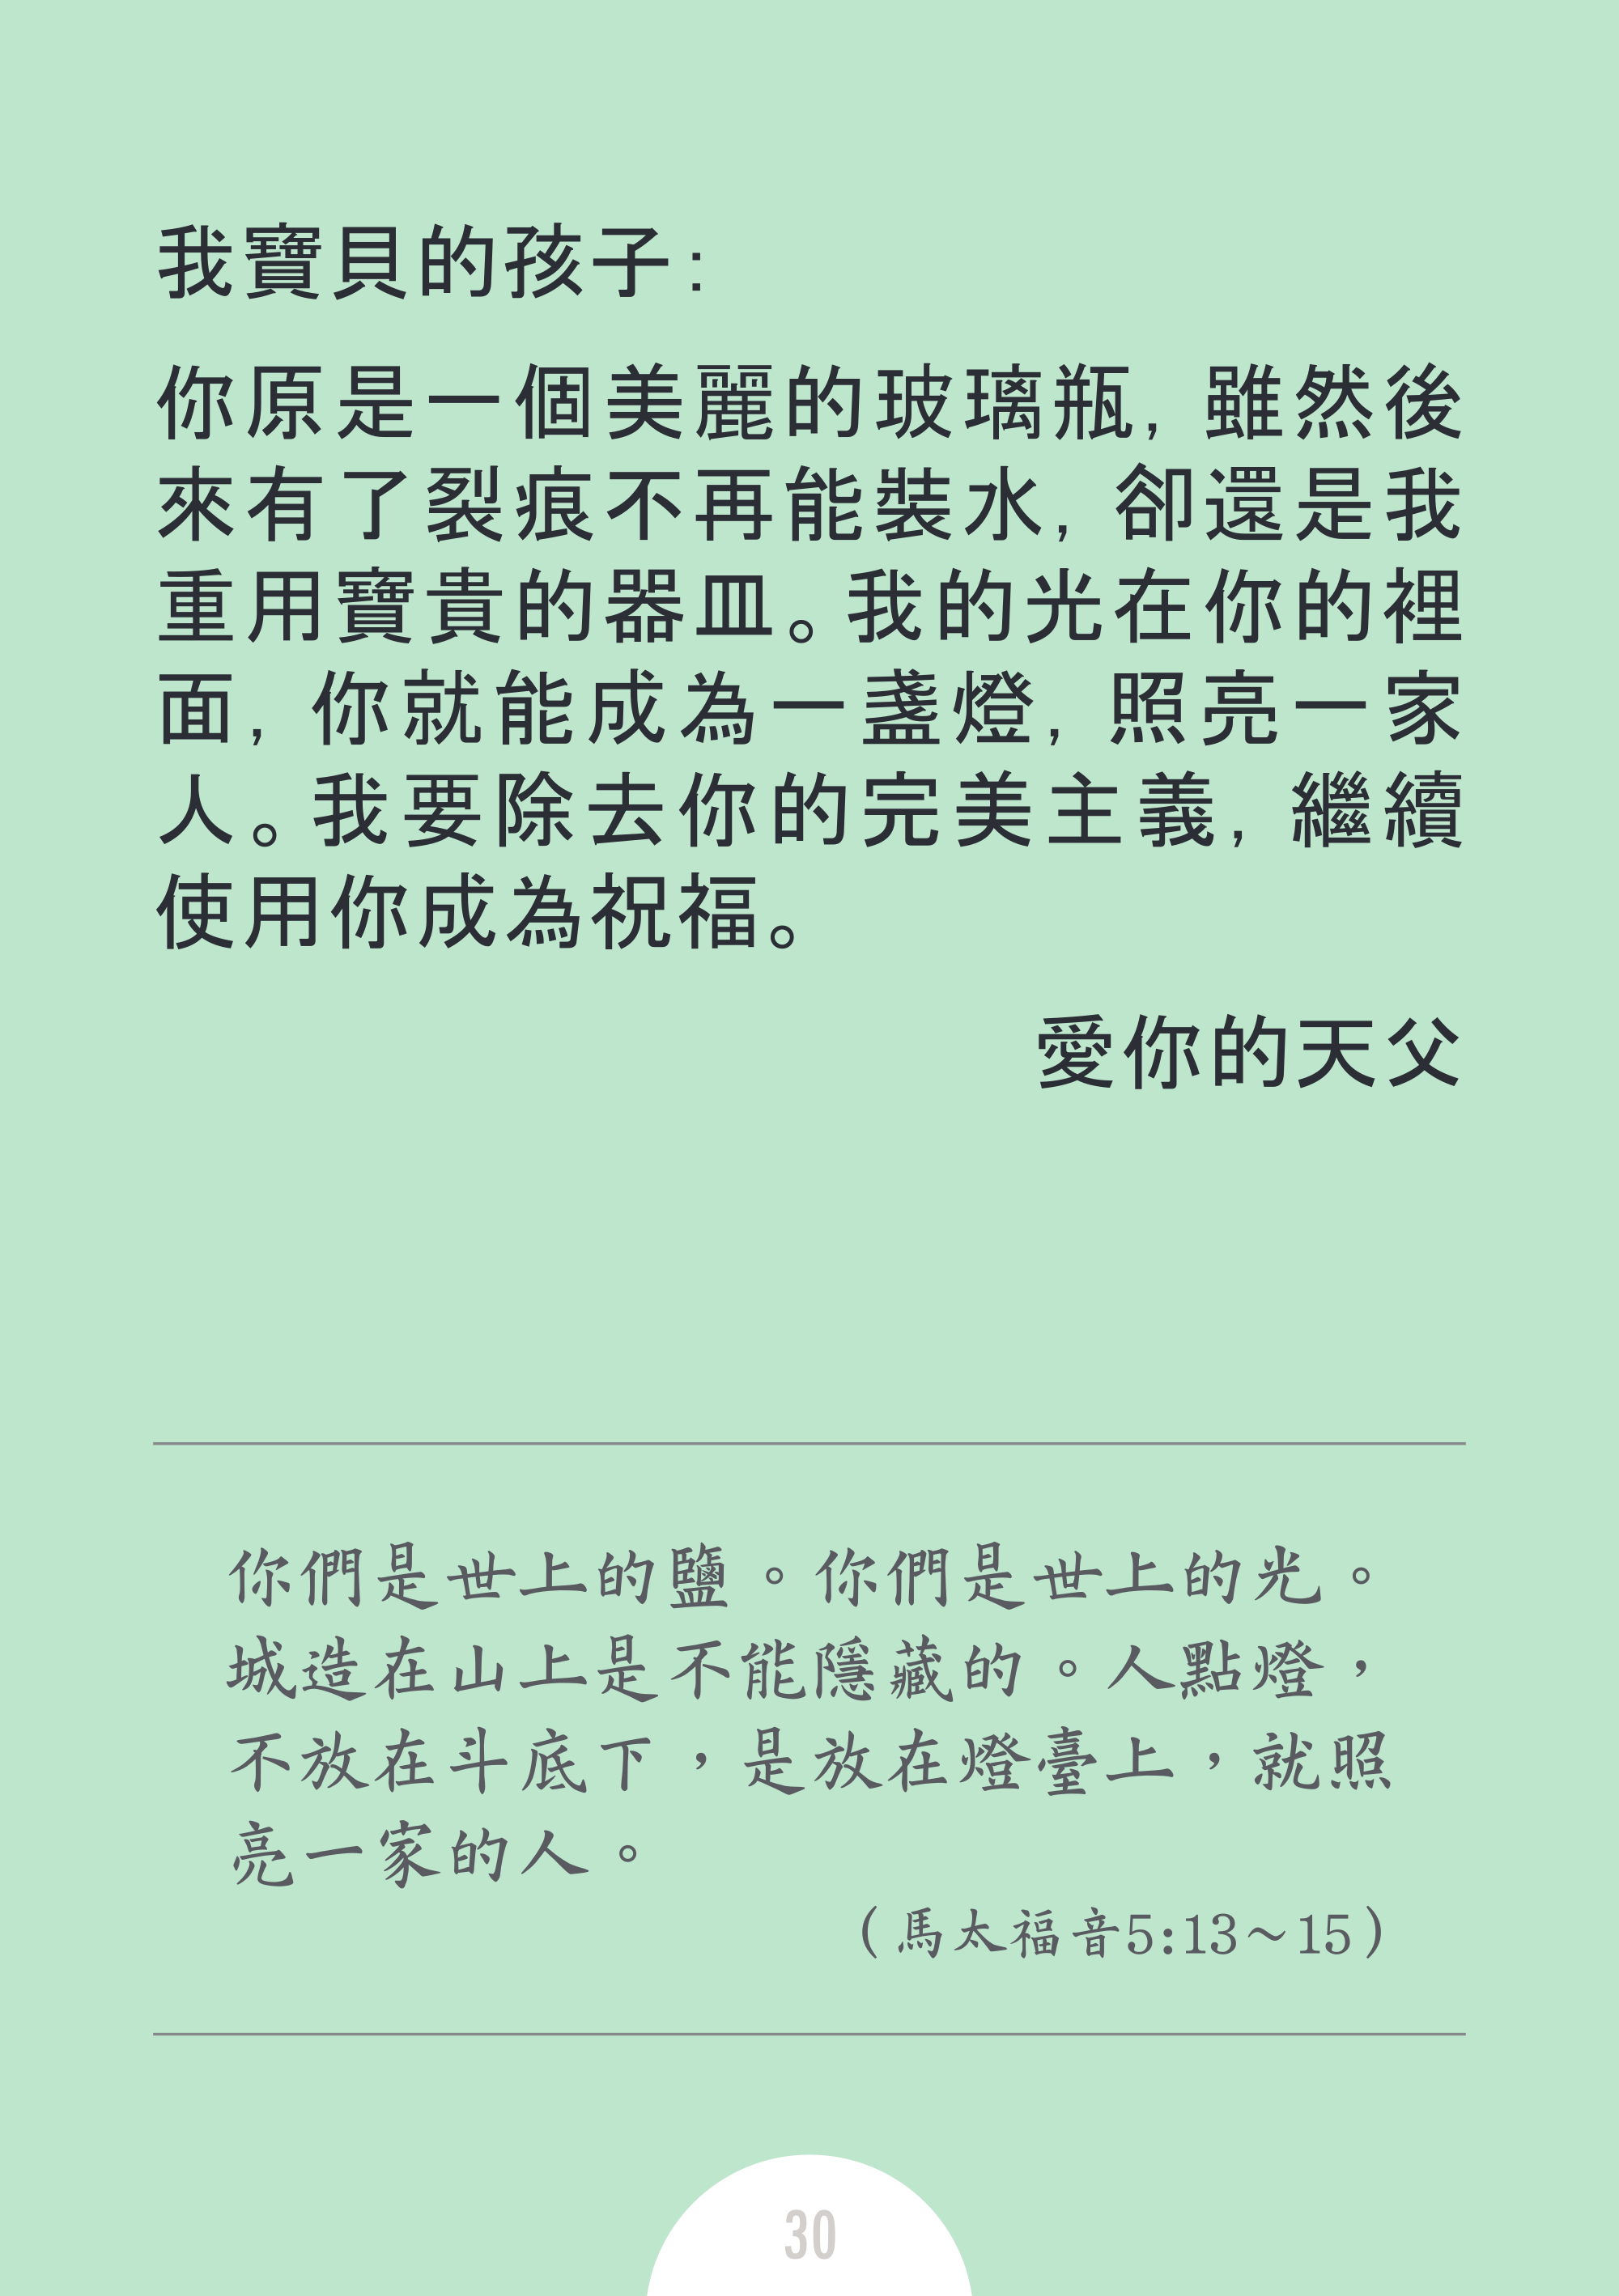 我寶貝的孩子：
你原是一個美麗的玻璃瓶，雖然後
來有了裂痕不再能裝水，卻還是我
重用寶貴的器皿。我的光在你的裡
面，你就能成為一盞燈，照亮一家
人。我要除去你的完美主義，繼續
使用你成為祝福。
愛你的天父
你們是世上的鹽。你們是世上的光。
城造在山上是不能隱藏的。人點燈，
不放在斗底下，是放在燈臺上，就照
亮一家的人。
（馬太福音5:13～15）
30